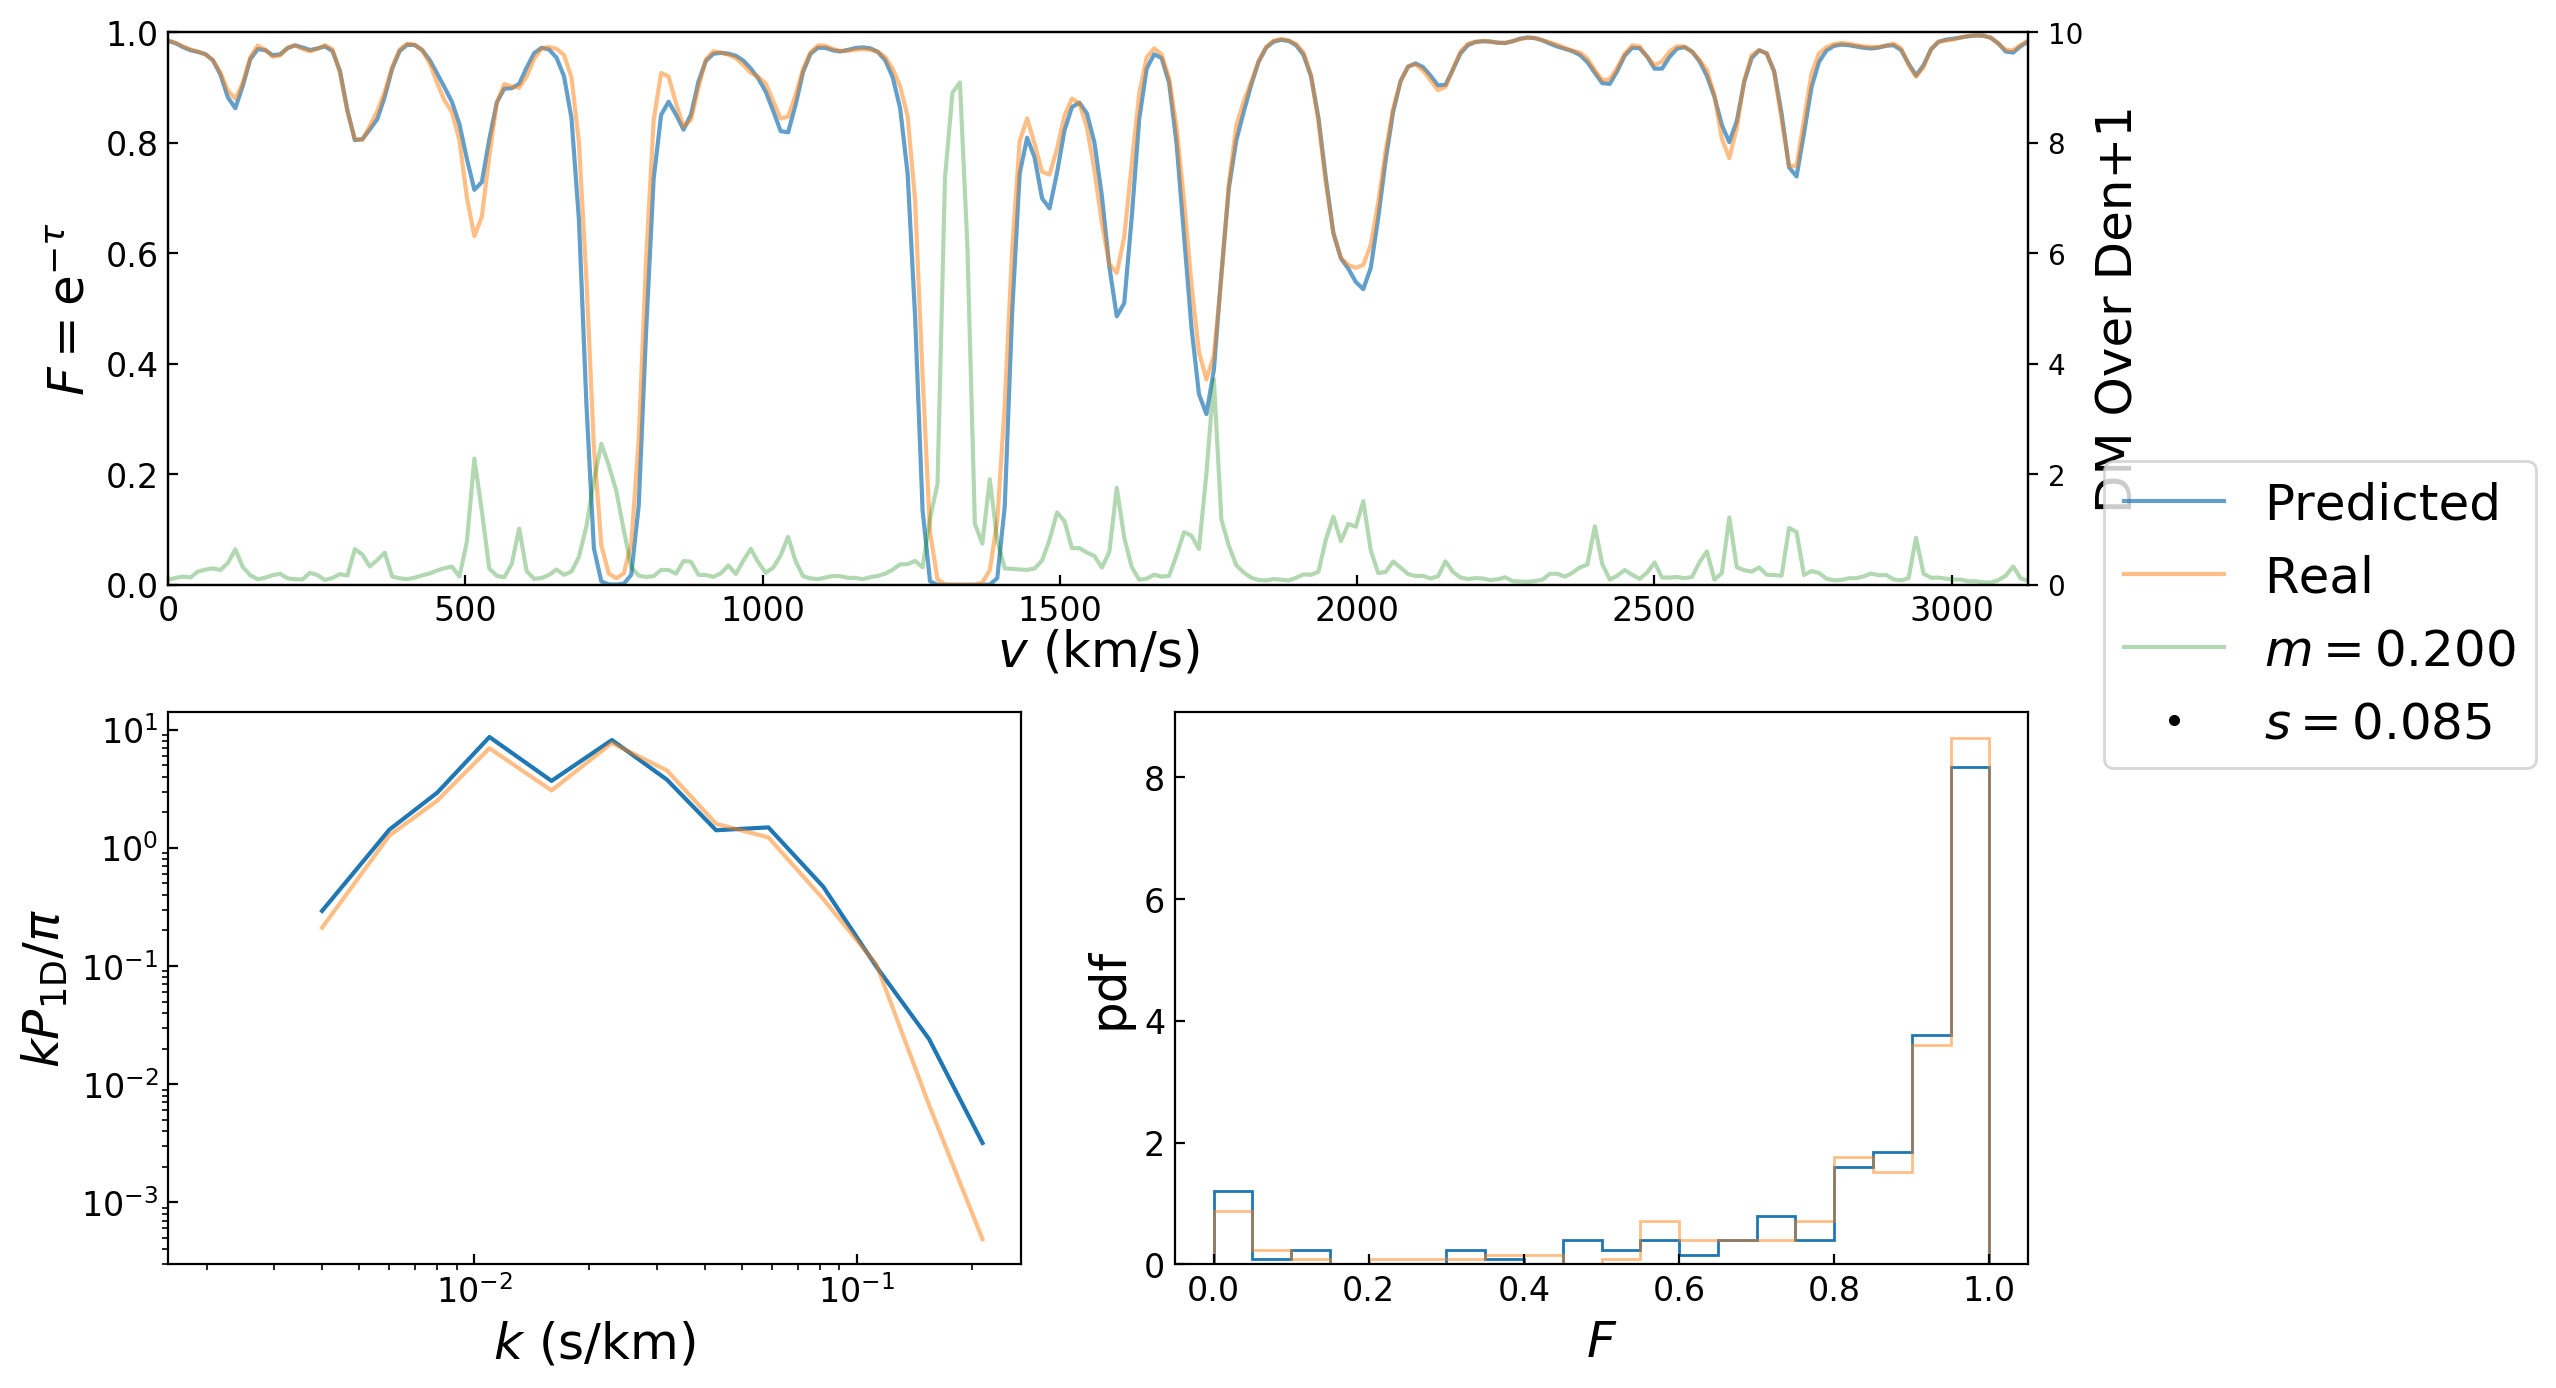 1.0
0.8
0.6
0.4
0.2
0.0
F = e^{-τ}
10
8
6
4
2
0
DM Over Den+1
0 500 1000 1500 2000 2500 3000
v (km/s)
Predicted
Real
m = 0.200
s = 0.085
10^1
10^0
10^{-1}
10^{-2}
10^{-3}
kP_{1D}/π
10^{-2} 10^{-1}
k (s/km)
8
6
4
2
0
pdf
0.0 0.2 0.4 0.6 0.8 1.0
F